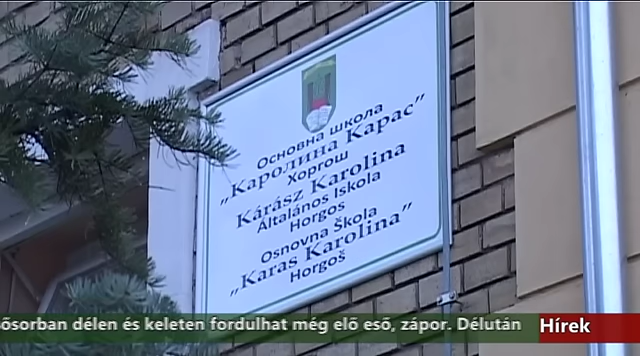 Основна школа
„Каролина Карас”
Хоргош
Kárász Karolina
Általános Iskola
Horgos
Osnovna Škola
„Karas Karolina”
Horgoš
sősorban délen és keleten fordulhat még elő eső, zápor. Délután
Hírek